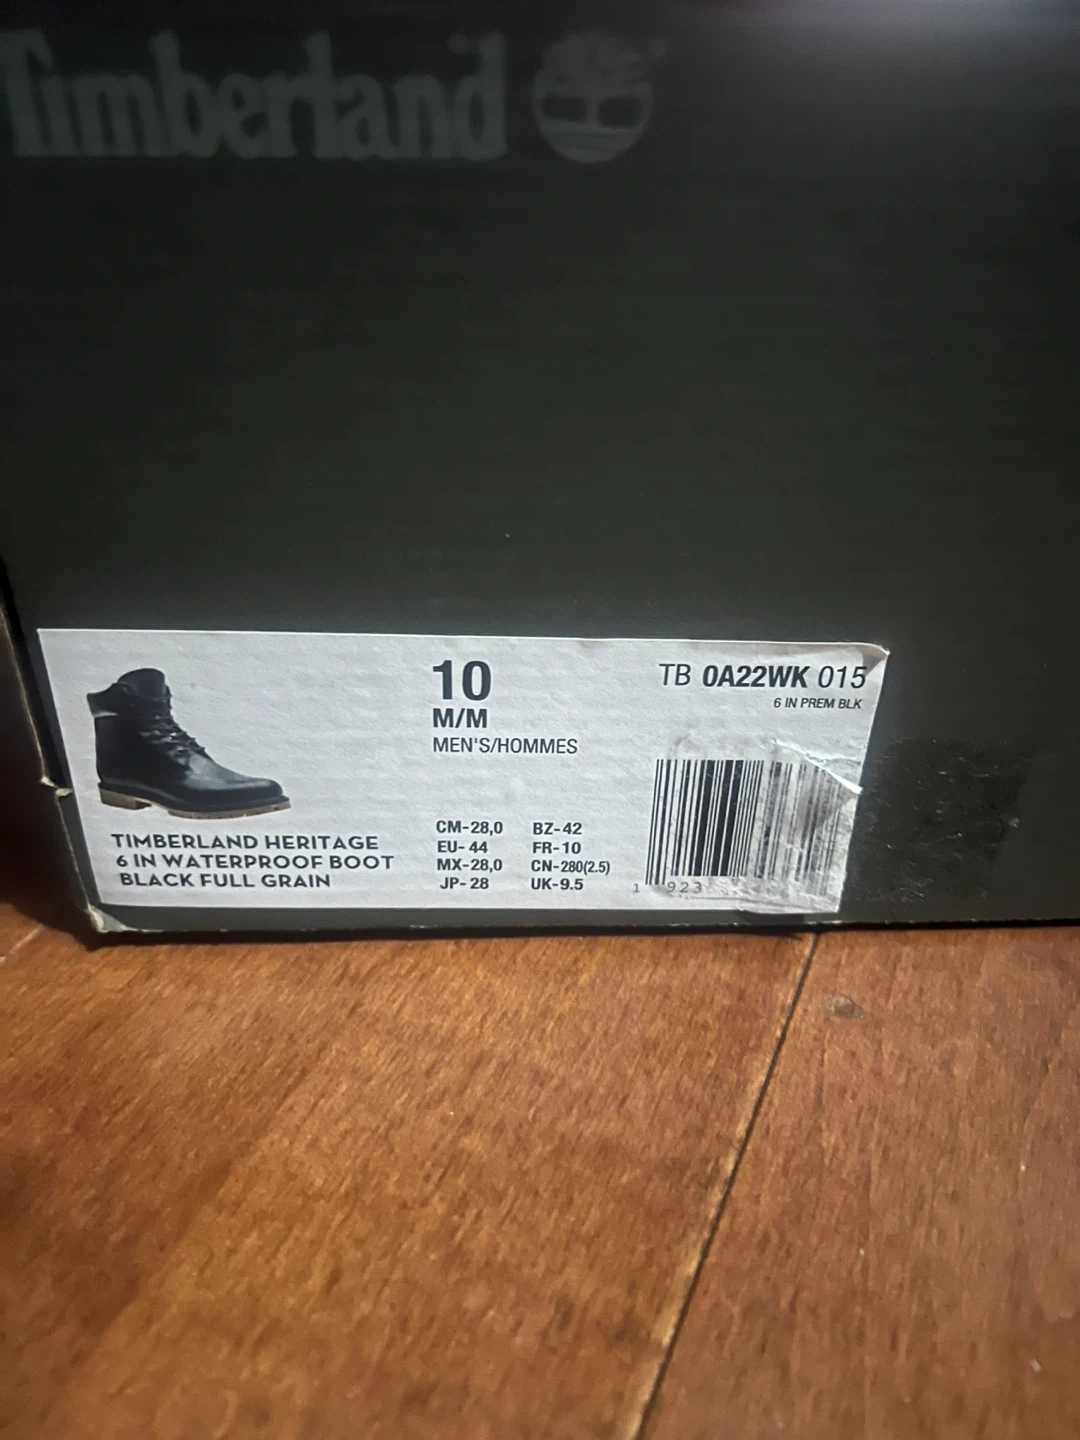 Timberland
10
M/M
MEN'S/HOMMES
TB 0A22WK 015
6 IN PREM BLK
TIMBERLAND HERITAGE
6 IN WATERPROOF BOOT
BLACK FULL GRAIN
CM-28,0 BZ-42
EU- 44 FR-10
MX-28,0 CN-280(2.5)
JP- 28 UK-9.5
1 923